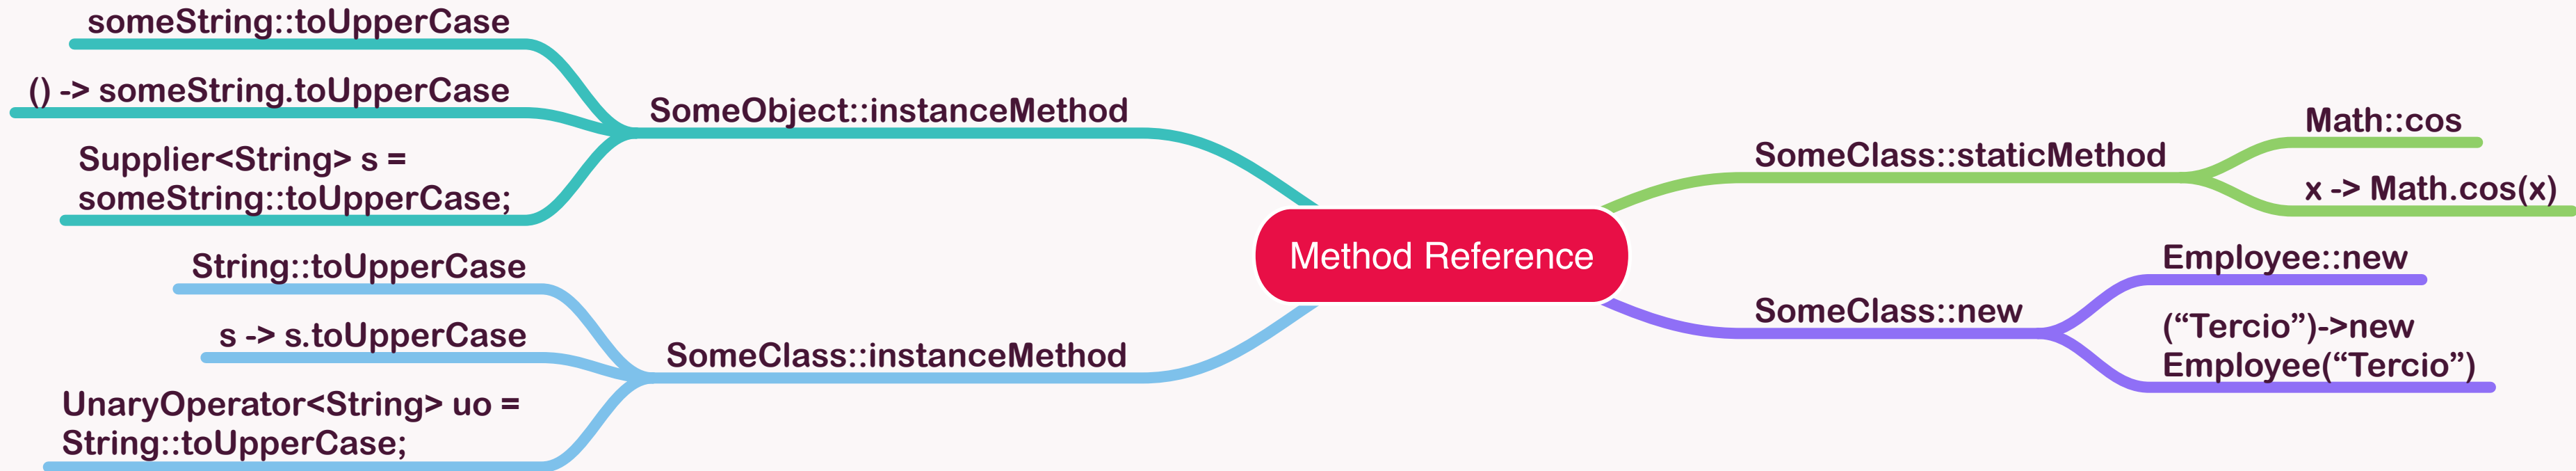 someString::toUpperCase
() -> someString.toUpperCase
Supplier<String> s =
someString::toUpperCase;
SomeObject::instanceMethod
String::toUpperCase
s -> s.toUpperCase
UnaryOperator<String> uo =
String::toUpperCase;
SomeClass::instanceMethod
Method Reference
SomeClass::staticMethod
Math::cos
x -> Math.cos(x)
SomeClass::new
Employee::new
(“Tercio”)->new
Employee(“Tercio”)